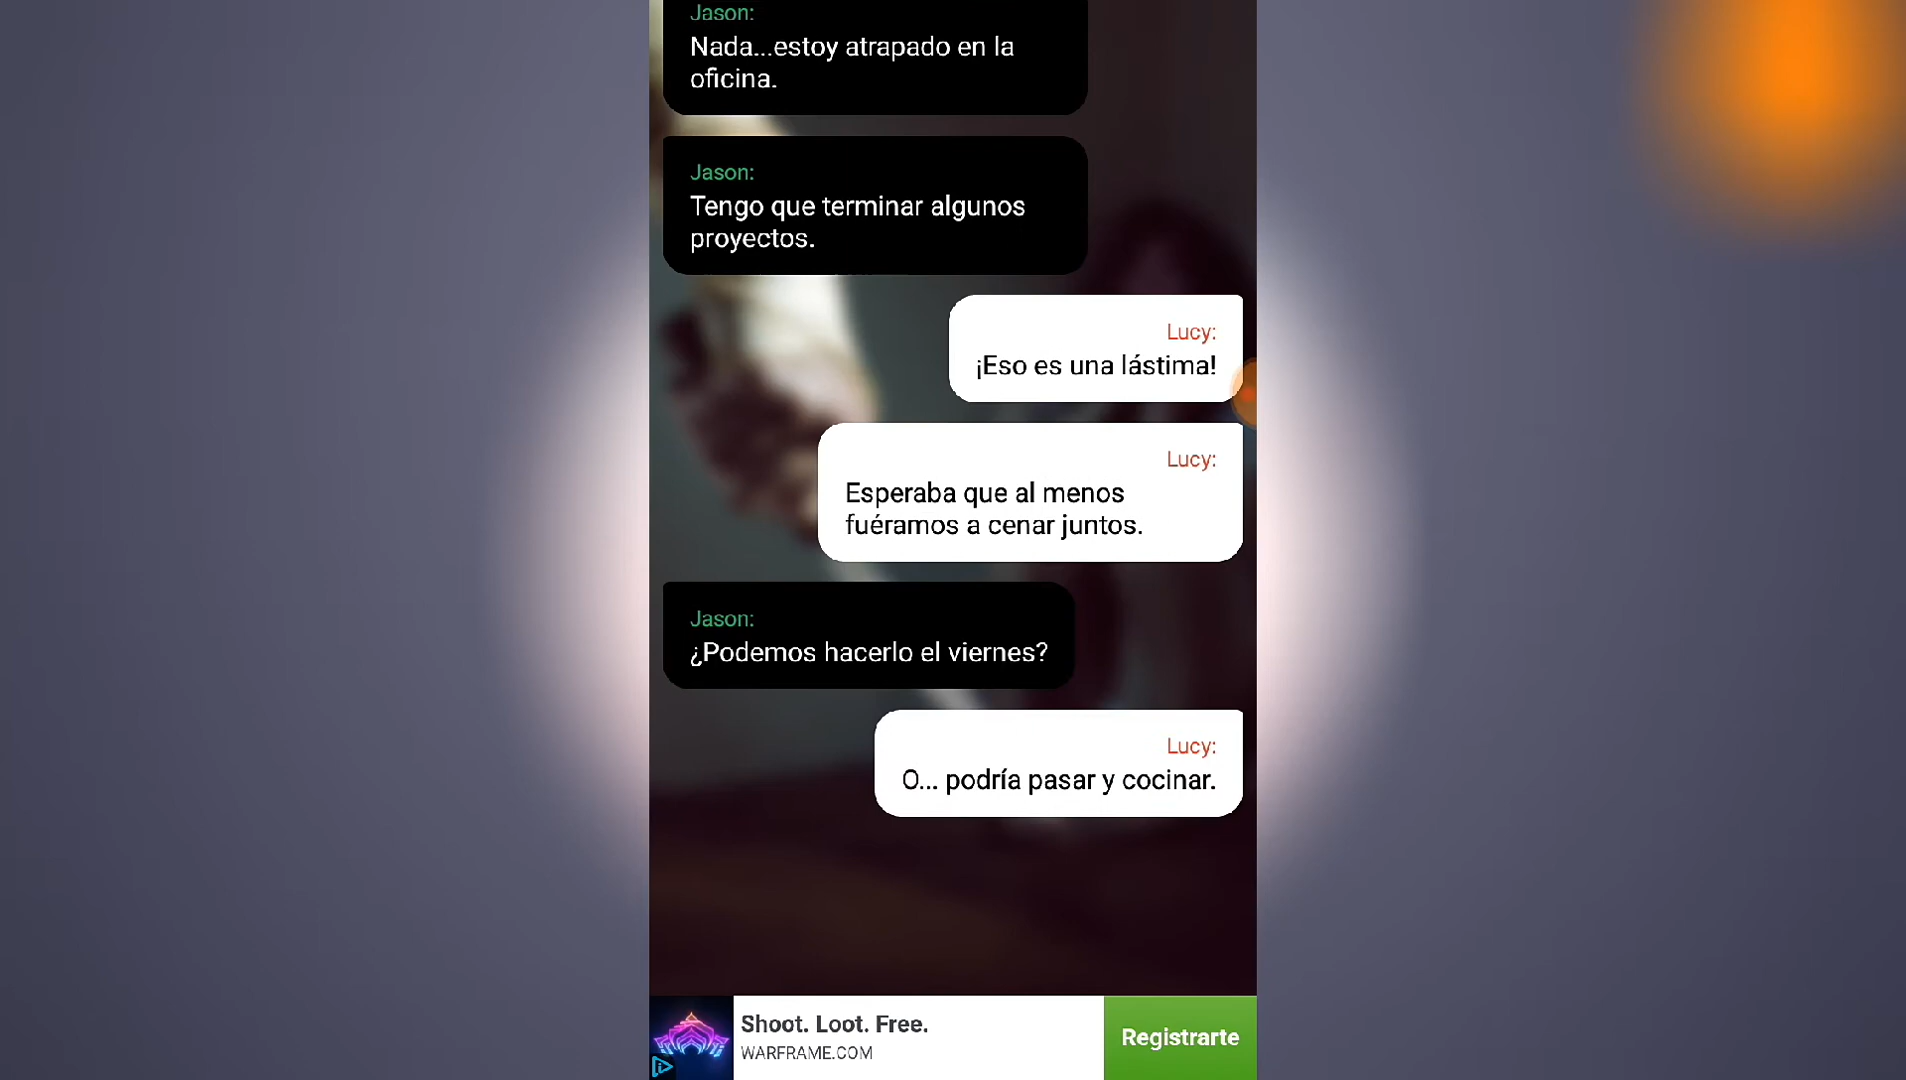 Jason:
Nada...estoy atrapado en la
oficina.
Jason:
Tengo que terminar algunos
proyectos.
Lucy:
¡Eso es una lástima!
Lucy:
Esperaba que al menos
fuéramos a cenar juntos.
Jason:
¿Podemos hacerlo el viernes?
Lucy:
O... podría pasar y cocinar.
Shoot. Loot. Free.
WARFRAME.COM
Registrarte